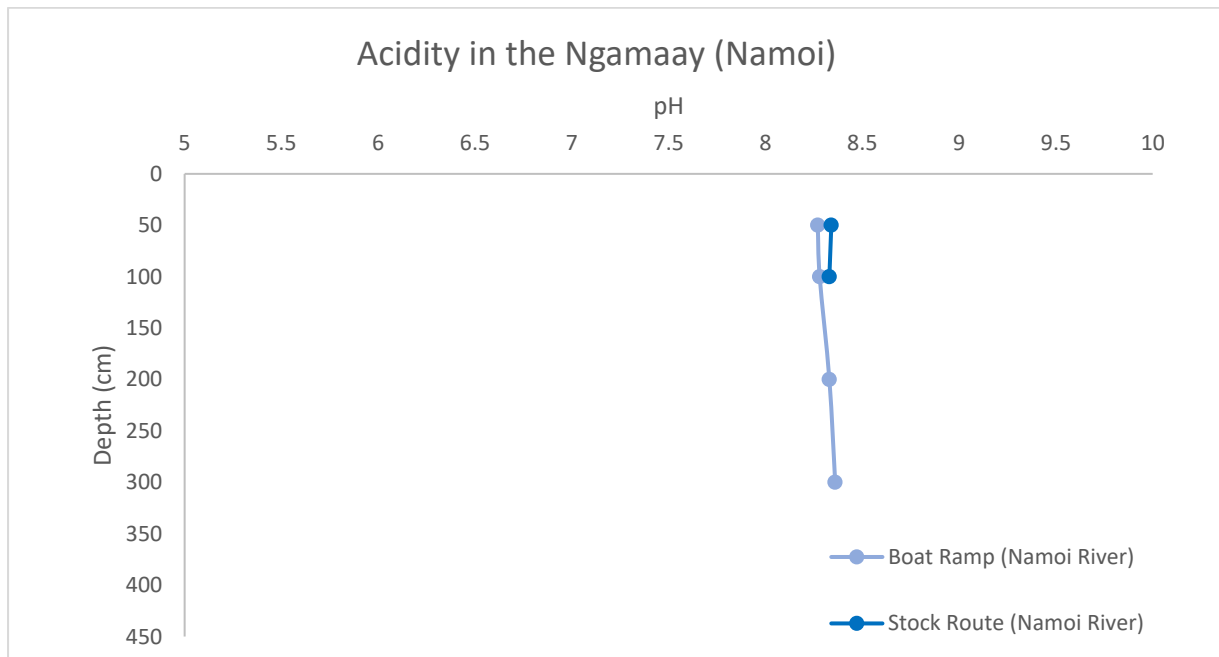 Acidity in the Ngamaay (Namoi)
pH
5 5.5 6 6.5 7 7.5 8 8.5 9 9.5 10
Depth (cm)
0
50
100
150
200
250
300
350
400
450
Boat Ramp (Namoi River)
Stock Route (Namoi River)